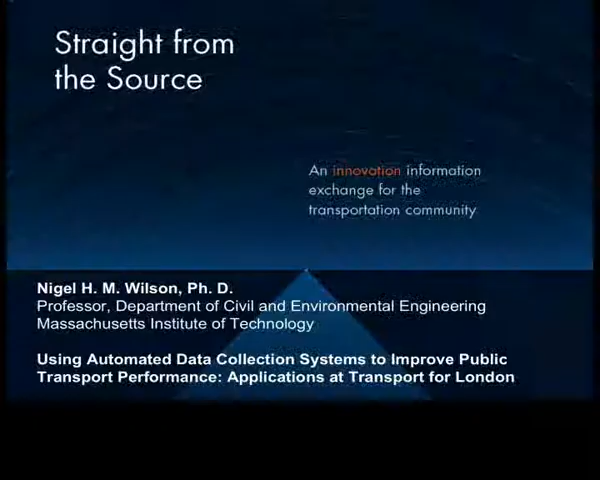 Straight from
the Source
An innovation information
exchange for the
transportation community
Nigel H. M. Wilson, Ph. D.
Professor, Department of Civil and Environmental Engineering
Massachusetts Institute of Technology
Using Automated Data Collection Systems to Improve Public
Transport Performance: Applications at Transport for London